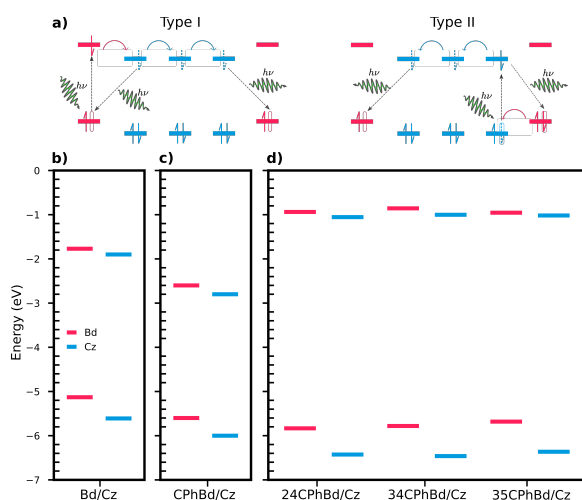 a)
Type I
Type II
hν
hν
hν
hν
hν
hν
b)
c)
d)
Energy (eV)
0
−1
−2
−3
−4
−5
−6
−7
Bd
Cz
Bd/Cz
CPhBd/Cz
24CPhBd/Cz
34CPhBd/Cz
35CPhBd/Cz